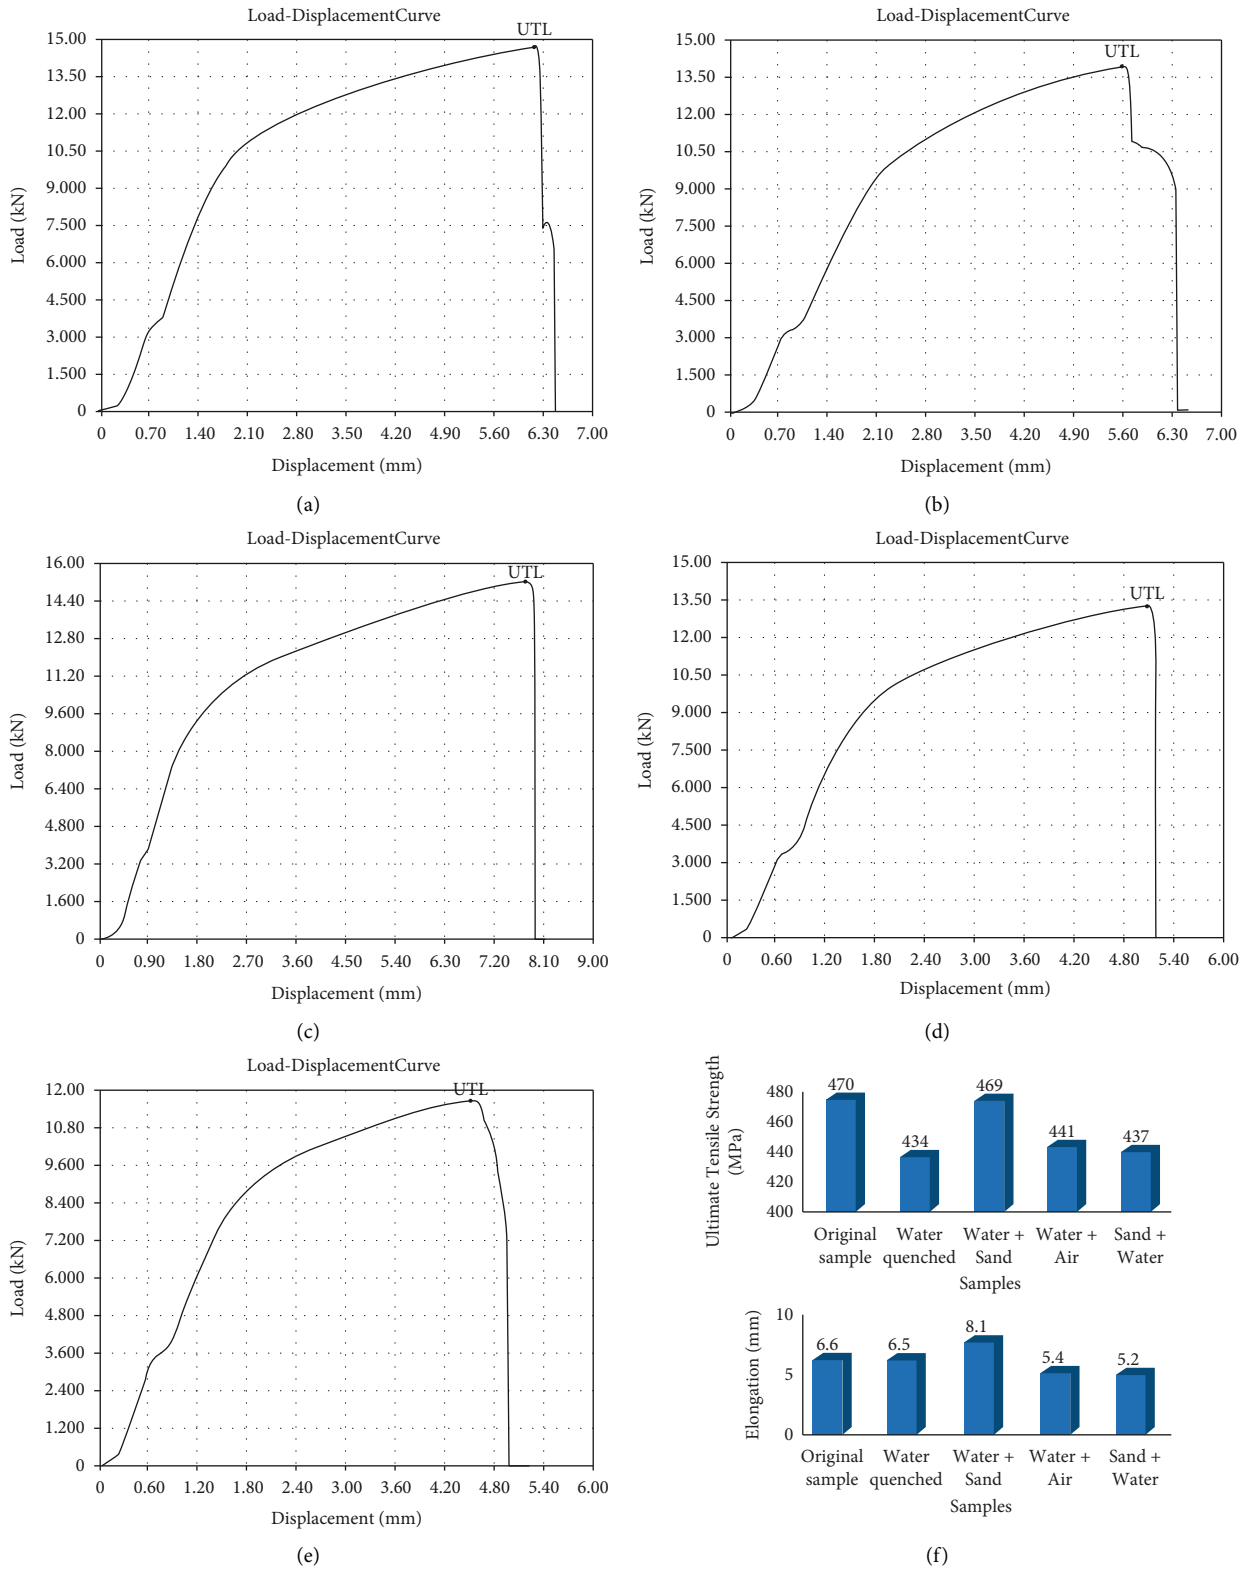 Load-DisplacementCurve
UTL
15.00
13.50
12.00
10.50
9.000
7.500
6.000
4.500
3.000
1.500
0
Load (kN)
0 0.70 1.40 2.10 2.80 3.50 4.20 4.90 5.60 6.30 7.00
Displacement (mm)
(a)
Load-DisplacementCurve
UTL
15.00
13.50
12.00
10.50
9.000
7.500
6.000
4.500
3.000
1.500
0
Load (kN)
0 0.70 1.40 2.10 2.80 3.50 4.20 4.90 5.60 6.30 7.00
Displacement (mm)
(b)
Load-DisplacementCurve
UTL
16.00
14.40
12.80
11.20
9.600
8.000
6.400
4.800
3.200
1.600
0
Load (kN)
0 0.90 1.80 2.70 3.60 4.50 5.40 6.30 7.20 8.10 9.00
Displacement (mm)
(c)
Load-DisplacementCurve
UTL
15.00
13.50
12.00
10.50
9.000
7.500
6.000
4.500
3.000
1.500
0
Load (kN)
0 0.60 1.20 1.80 2.40 3.00 3.60 4.20 4.80 5.40 6.00
Displacement (mm)
(d)
Load-DisplacementCurve
UTL
12.00
10.80
9.600
8.400
7.200
6.000
4.800
3.600
2.400
1.200
0
Load (kN)
0 0.60 1.20 1.80 2.40 3.00 3.60 4.20 4.80 5.40 6.00
Displacement (mm)
(e)
Ultimate Tensile Strength
(MPa)
480
460
440
420
400
470 434 469 441 437
Original Water Water + Water + Sand +
sample quenched Sand Air Water
Samples
Elongation (mm)
10
5
0
6.6 6.5 8.1 5.4 5.2
Original Water Water + Water + Sand +
sample quenched Sand Air Water
Samples
(f)